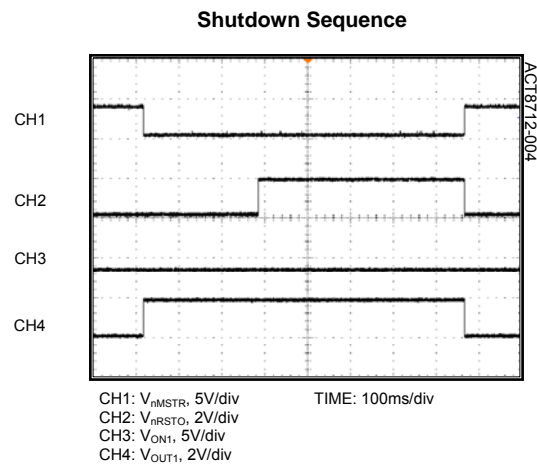 Shutdown Sequence
ACT8712-004
CH1
CH2
CH3
CH4
CH1: VnMSTR, 5V/div
TIME: 100ms/div
CH2: VnRSTO, 2V/div
CH3: VON1, 5V/div
CH4: VOUT1, 2V/div